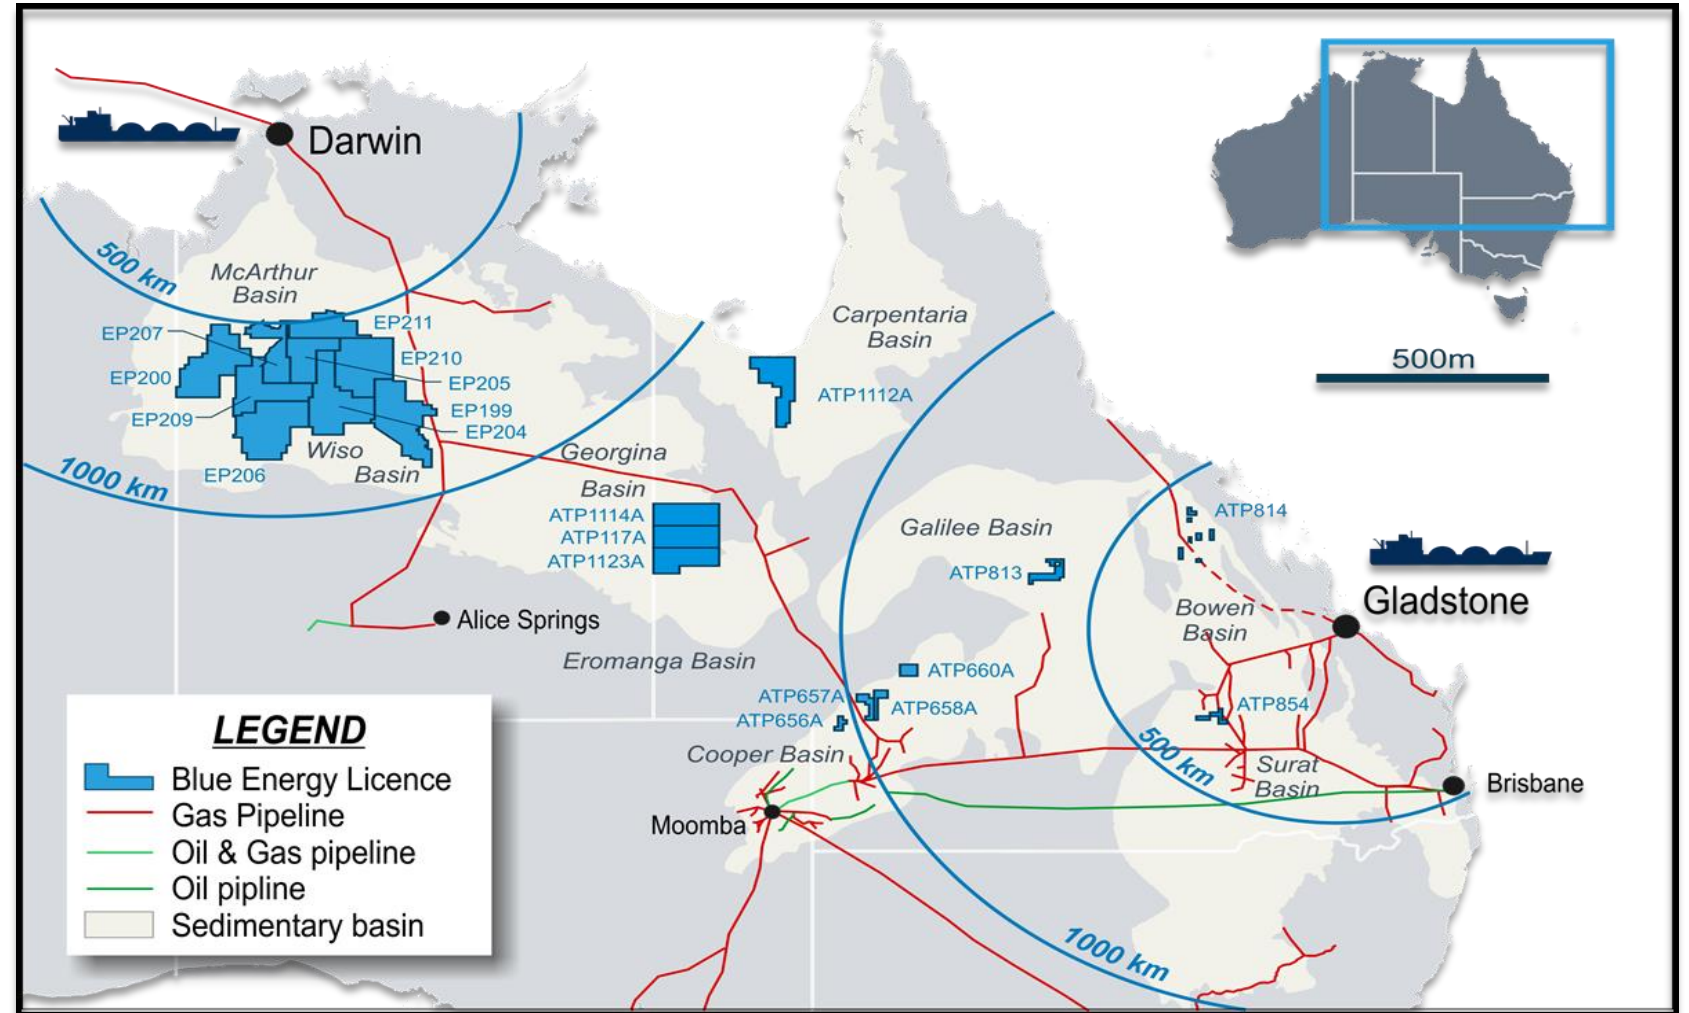 Darwin
500 km
McArthur
Basin
EP207
EP211
EP200
EP210
EP205
EP209
EP199
EP204
EP206
Wiso
Basin
1000 km
Carpentaria
Basin
ATP1112A
500m
Georgina
Basin
ATP1114A
ATP117A
ATP1123A
Galilee Basin
ATP813
ATP814
Gladstone
Bowen
Basin
Alice Springs
Eromanga Basin
ATP660A
ATP657A
ATP658A
ATP656A
ATP854
Cooper Basin
500 km
Surat
Basin
Brisbane
Moomba
1000 km
LEGEND
Blue Energy Licence
Gas Pipeline
Oil & Gas pipeline
Oil pipline
Sedimentary basin